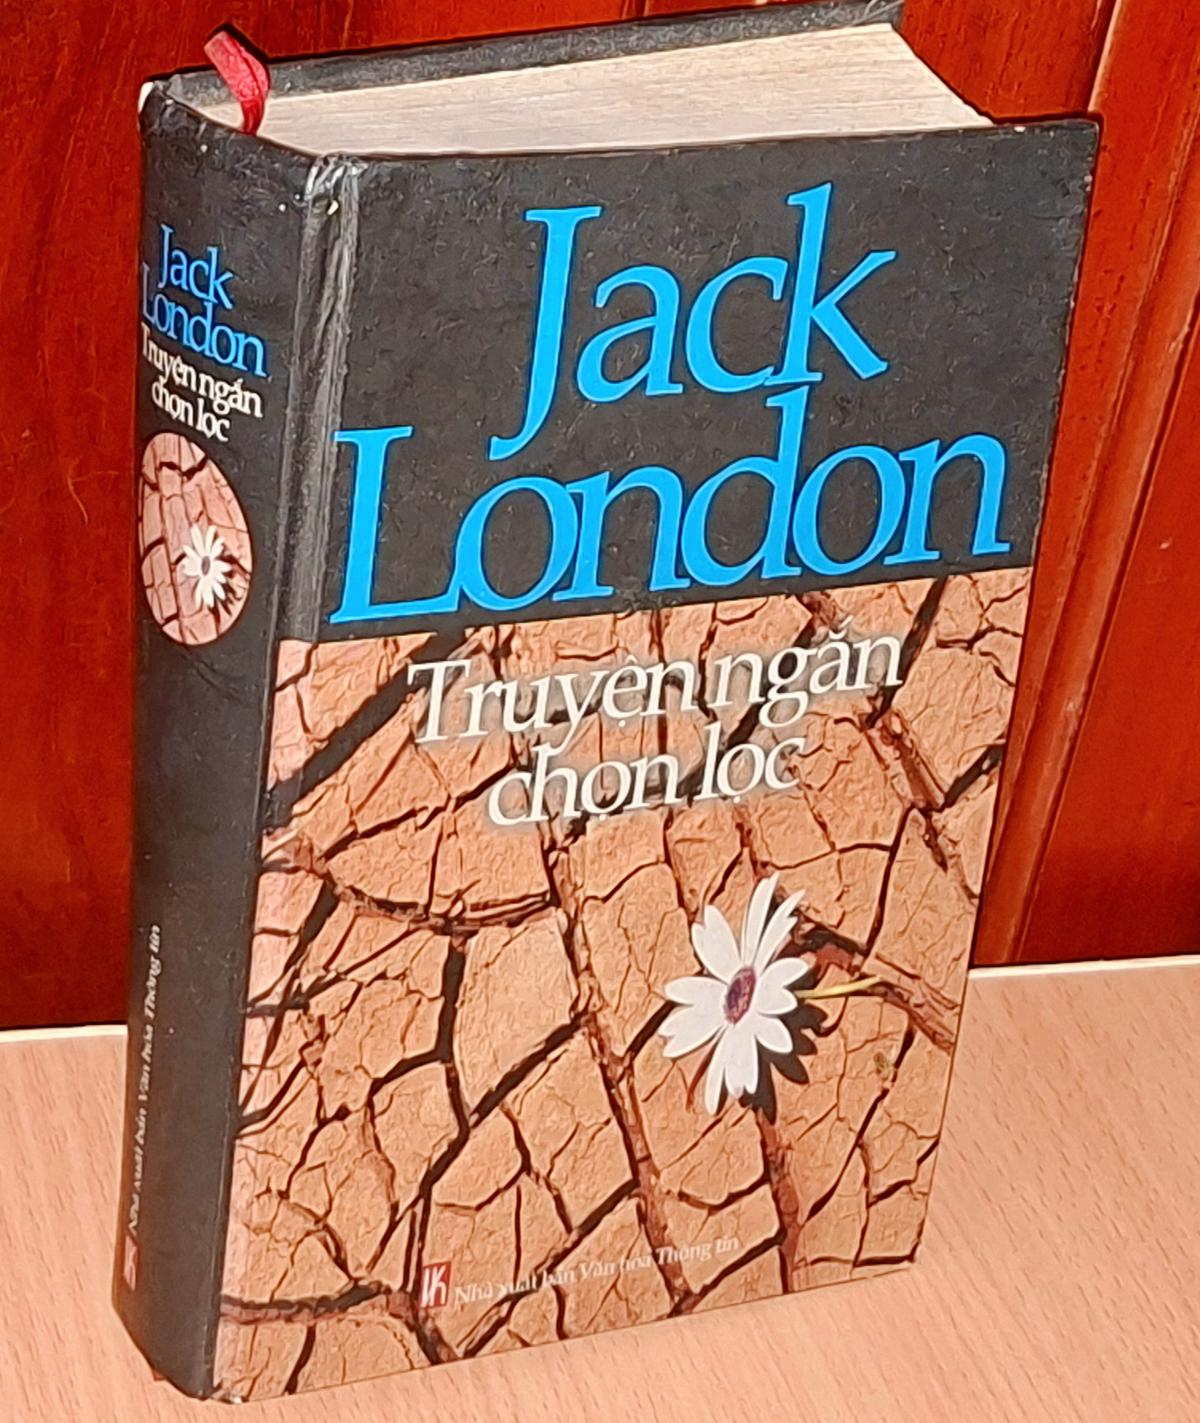 Jack
London
Truyện ngắn
chọn lọc
Nhà xuất bản Văn hóa Thông tin
Jack
London
Truyện ngắn
chọn lọc
Nhà xuất bản Văn hóa Thông tin